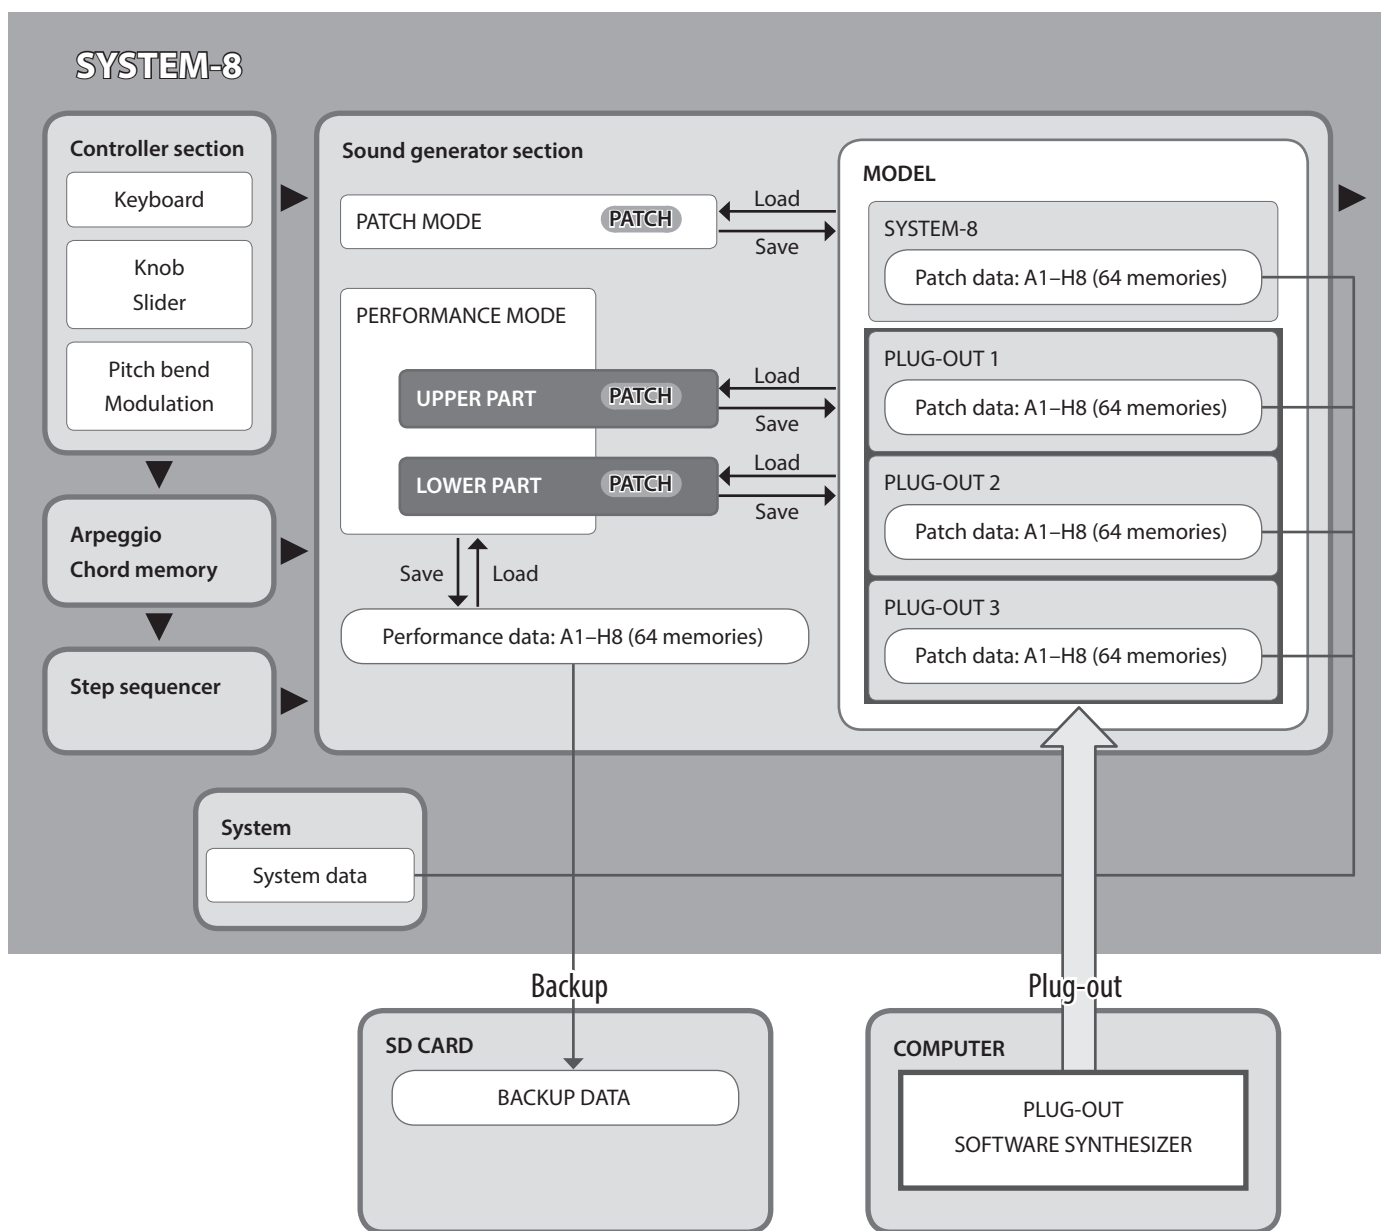 SYSTEM-8
Controller section
Keyboard
Knob
Slider
Pitch bend
Modulation
Arpeggio
Chord memory
Step sequencer
Sound generator section
PATCH MODE PATCH
Load
Save
PERFORMANCE MODE
UPPER PART PATCH
Load
Save
LOWER PART PATCH
Load
Save
Save Load
Performance data: A1–H8 (64 memories)
MODEL
SYSTEM-8
Patch data: A1–H8 (64 memories)
PLUG-OUT 1
Patch data: A1–H8 (64 memories)
PLUG-OUT 2
Patch data: A1–H8 (64 memories)
PLUG-OUT 3
Patch data: A1–H8 (64 memories)
System
System data
Backup
SD CARD
BACKUP DATA
Plug-out
COMPUTER
PLUG-OUT
SOFTWARE SYNTHESIZER